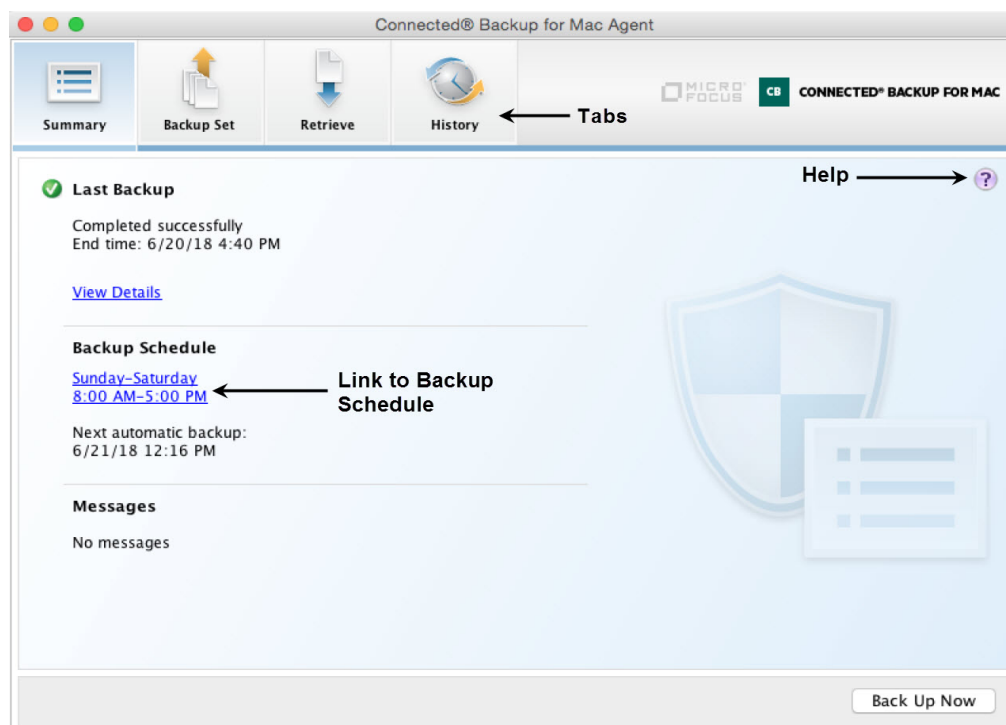 Connected® Backup for Mac Agent
Summary
Backup Set
Retrieve
History
Tabs
MICRO
FOCUS
CB
CONNECTED® BACKUP FOR MAC
Help
?
Last Backup
Completed successfully
End time: 6/20/18 4:40 PM
View Details
Backup Schedule
Sunday–Saturday
8:00 AM–5:00 PM
Link to Backup
Schedule
Next automatic backup:
6/21/18 12:16 PM
Messages
No messages
Back Up Now